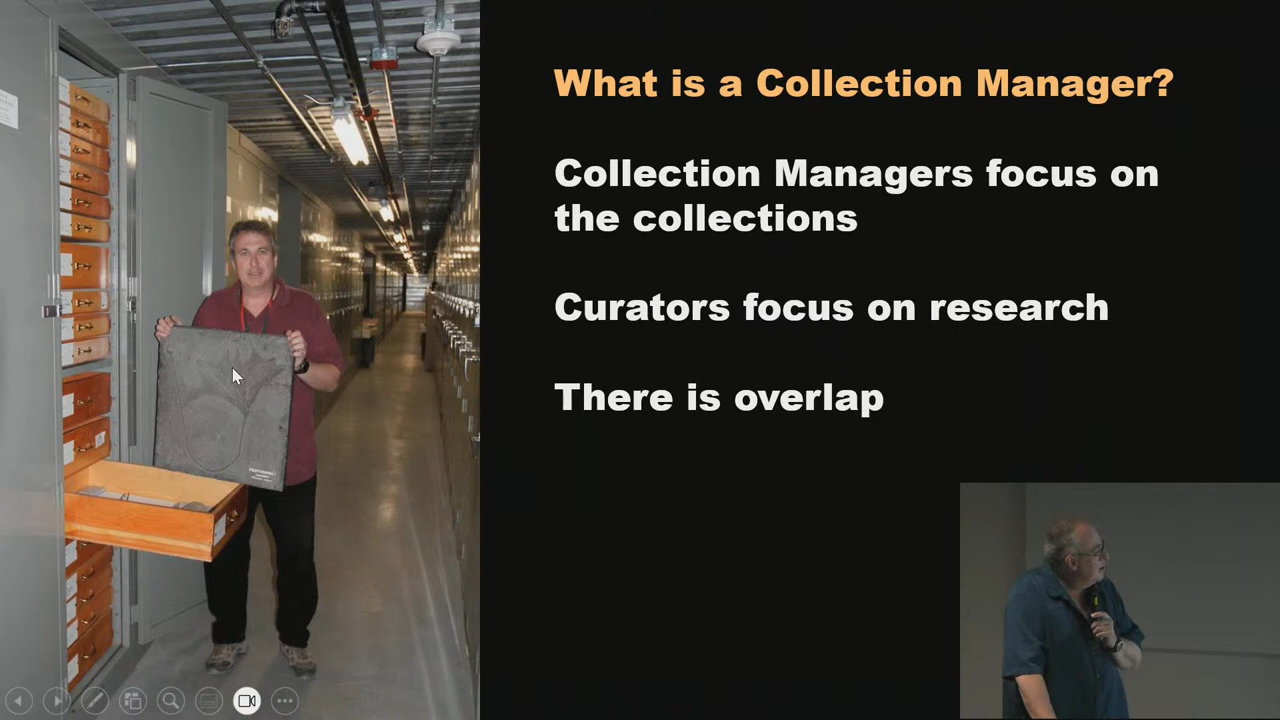 What is a Collection Manager?
Collection Managers focus on
the collections
Curators focus on research
There is overlap